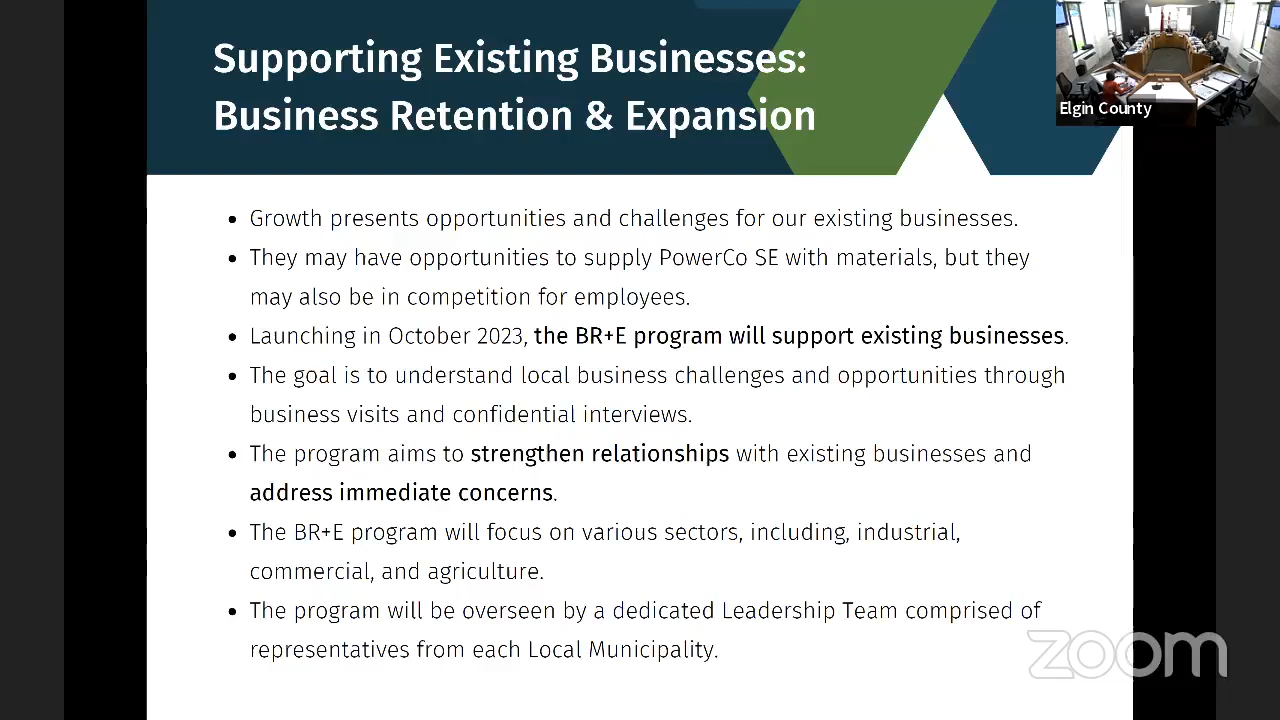 Supporting Existing Businesses:
Business Retention & Expansion
Elgin County
• Growth presents opportunities and challenges for our existing businesses.
• They may have opportunities to supply PowerCo SE with materials, but they
may also be in competition for employees.
• Launching in October 2023, the BR+E program will support existing businesses.
• The goal is to understand local business challenges and opportunities through
business visits and confidential interviews.
• The program aims to strengthen relationships with existing businesses and
address immediate concerns.
• The BR+E program will focus on various sectors, including, industrial,
commercial, and agriculture.
• The program will be overseen by a dedicated Leadership Team comprised of
representatives from each Local Municipality.
zoom